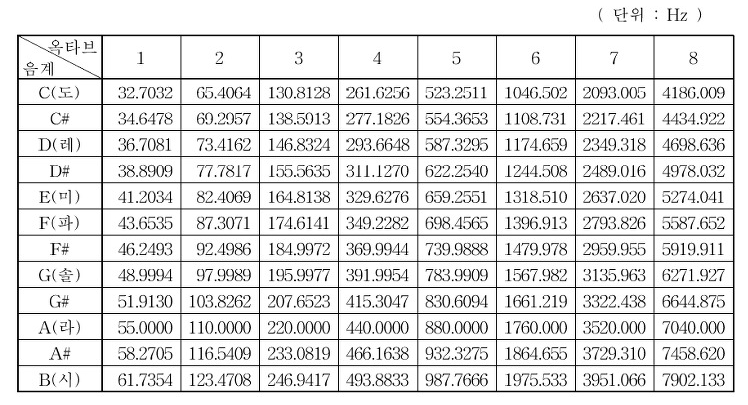 ( 단위 : Hz )
옥타브 음계 1 2 3 4 5 6 7 8
C(도) 32.7032 65.4064 130.8128 261.6256 523.2511 1046.502 2093.005 4186.009
C# 34.6478 69.2957 138.5913 277.1826 554.3653 1108.731 2217.461 4434.922
D(레) 36.7081 73.4162 146.8324 293.6648 587.3295 1174.659 2349.318 4698.636
D# 38.8909 77.7817 155.5635 311.1270 622.2540 1244.508 2489.016 4978.032
E(미) 41.2034 82.4069 164.8138 329.6276 659.2551 1318.510 2637.020 5274.041
F(파) 43.6535 87.3071 174.6141 349.2282 698.4565 1396.913 2793.826 5587.652
F# 46.2493 92.4986 184.9972 369.9944 739.9888 1479.978 2959.955 5919.911
G(솔) 48.9994 97.9989 195.9977 391.9954 783.9909 1567.982 3135.963 6271.927
G# 51.9130 103.8262 207.6523 415.3047 830.6094 1661.219 3322.438 6644.875
A(라) 55.0000 110.0000 220.0000 440.0000 880.0000 1760.000 3520.000 7040.000
A# 58.2705 116.5409 233.0819 466.1638 932.3275 1864.655 3729.310 7458.620
B(시) 61.7354 123.4708 246.9417 493.8833 987.7666 1975.533 3951.066 7902.133